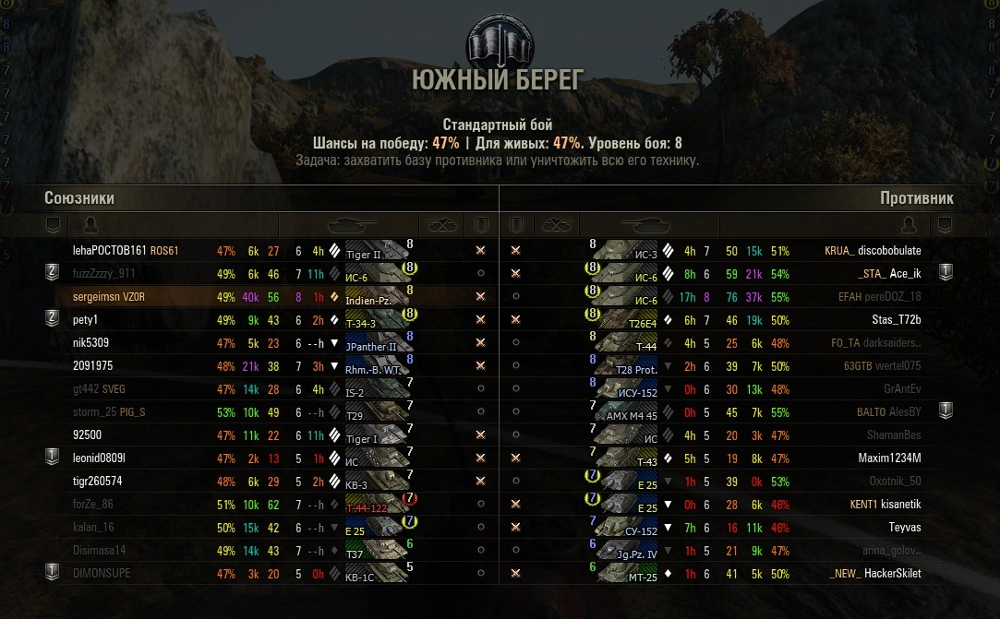 ЮЖНЫЙ БЕРЕГ
Стандартный бой
Шансы на победу: 47% | Для живых: 47%. Уровень боя: 8
Задача: захватить базу противника или уничтожить всю его технику.
Союзники Противник
lehaPOCTOB161 ROS61 47% 6k 27 6 4h Tiger II 8 8 ИС-3 4h 7 50 15k 51% KRUA_ discobobulate
2 fuzzZzzzy_911 49% 6k 46 7 11h ИС-6 8 8 ИС-6 8h 6 59 21k 54% _STA_ Ace_ik 1
sergeimsn VZ0R 49% 40k 56 8 1h Indien-Pz. 8 8 ИС-6 17h 8 76 37k 55% EFAH pereDOZ_18
2 pety1 49% 9k 43 6 2h T-34-3 8 8 T26E4 6h 7 46 19k 50% Stas_T72b
nik5309 47% 5k 23 6 --h JPanther II 8 8 T-44 4h 5 25 6k 48% FO_TA darksaiders..
2091975 48% 21k 38 7 3h Rhm.-B. WT 8 8 T28 Prot. 2h 6 39 7k 50% 63GTB wertel075
gt442 SVEG 47% 14k 28 6 4h IS-2 7 8 ИСУ-152 0h 6 30 13k 48% GrAntEv
storm_25 PIG_S 53% 10k 49 6 --h T29 7 7 AMX M4 45 0h 5 45 7k 55% BALTO AlesBY 1
92500 47% 11k 22 6 11h Tiger I 7 7 ИС 4h 5 20 3k 47% ShamanBes
1 leonid0809l 47% 2k 13 5 1h ИС 7 7 T-43 5h 5 19 8k 47% Maxim1234M
tigr260574 48% 6k 29 5 2h КВ-3 7 7 E 25 1h 5 39 0k 53% Oxotnik_50
forZe_86 51% 10k 62 7 --h T-44-122 7 7 E 25 0h 6 28 6k 46% KENT1 kisanetik
kalan_16 50% 15k 42 6 --h E 25 7 7 СУ-152 7h 6 16 11k 46% Teyvas
Disimasa14 49% 14k 43 7 --h T37 6 6 Jg.Pz. IV 1h 5 21 9k 47% arina_golov..
1 DIMONSUPE 47% 3k 20 5 0h КВ-1С 5 6 МТ-25 1h 6 41 5k 50% _NEW_ HackerSkilet